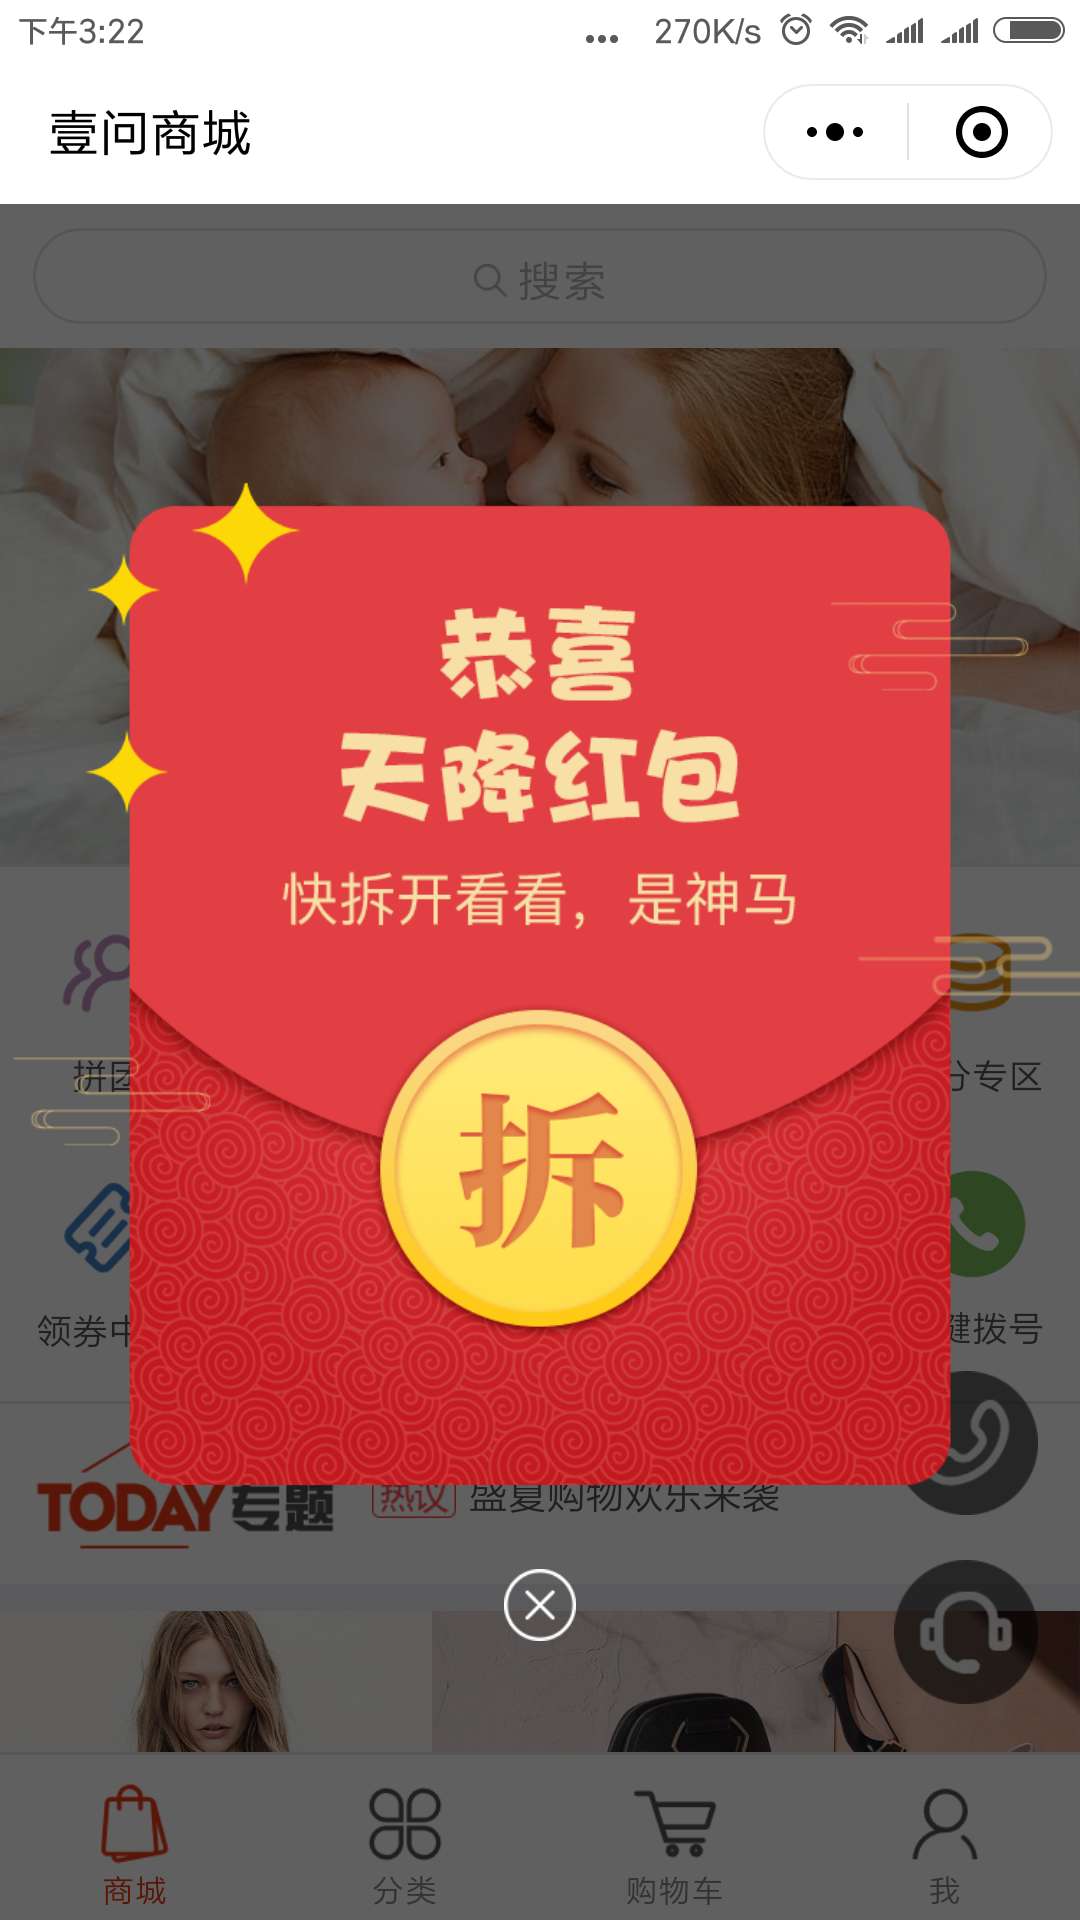 下午3:22
270K/s
壹问商城
搜索
恭喜
天降红包
快拆开看看，是神马
拆
拼团
分专区
领券中
键拨号
TODAY专题
热议 盛夏购物欢乐来袭
商城
分类
购物车
我